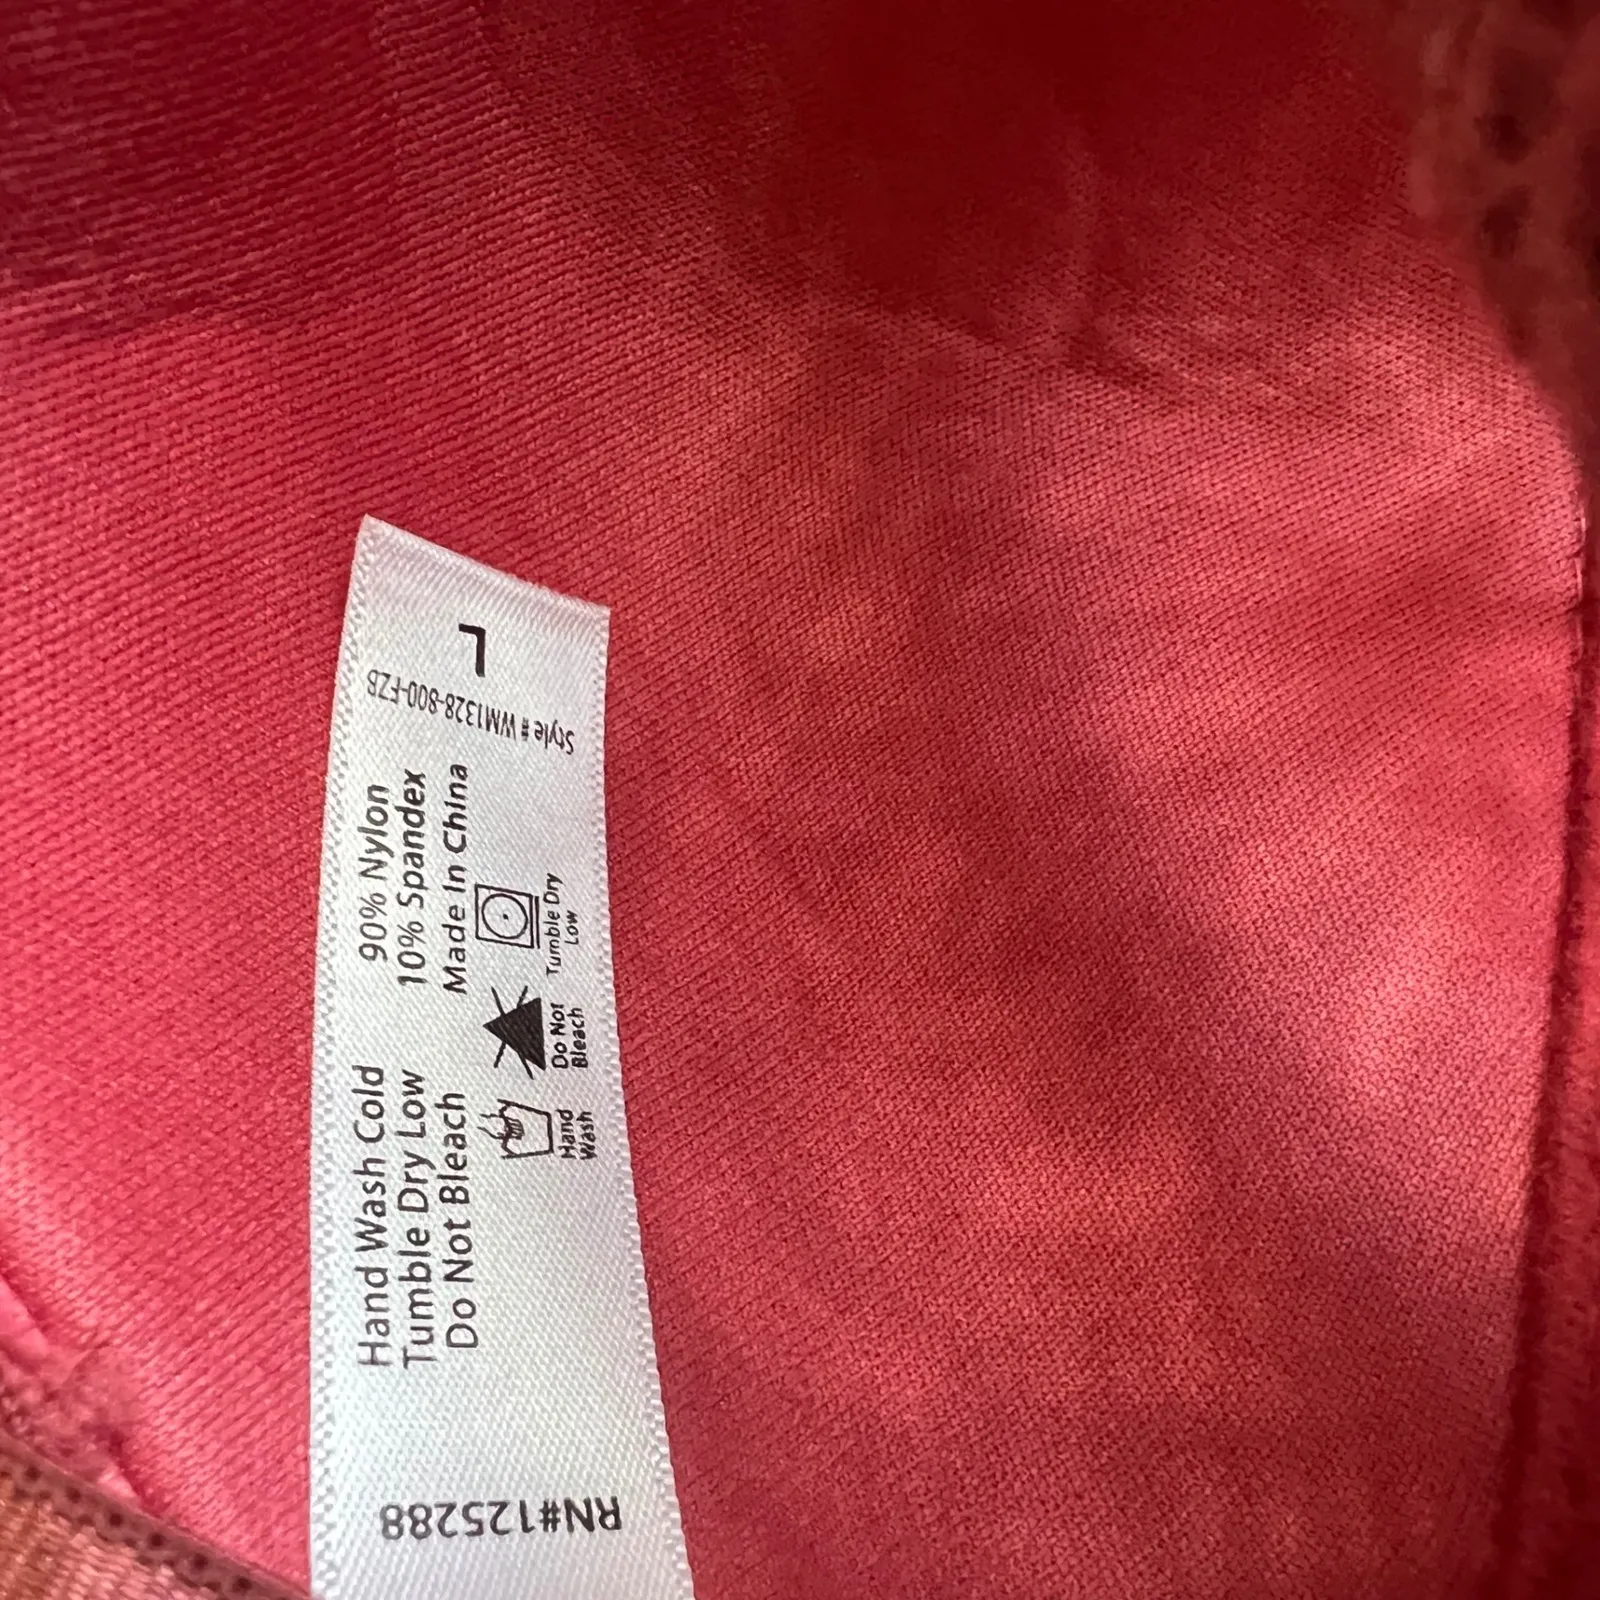 L
Style # WM1328-800-FZB
90% Nylon
10% Spandex
Made In China
Tumble Dry
Low
Do Not
Bleach
Hand
Wash
Hand Wash Cold
Tumble Dry Low
Do Not Bleach
RN#125288